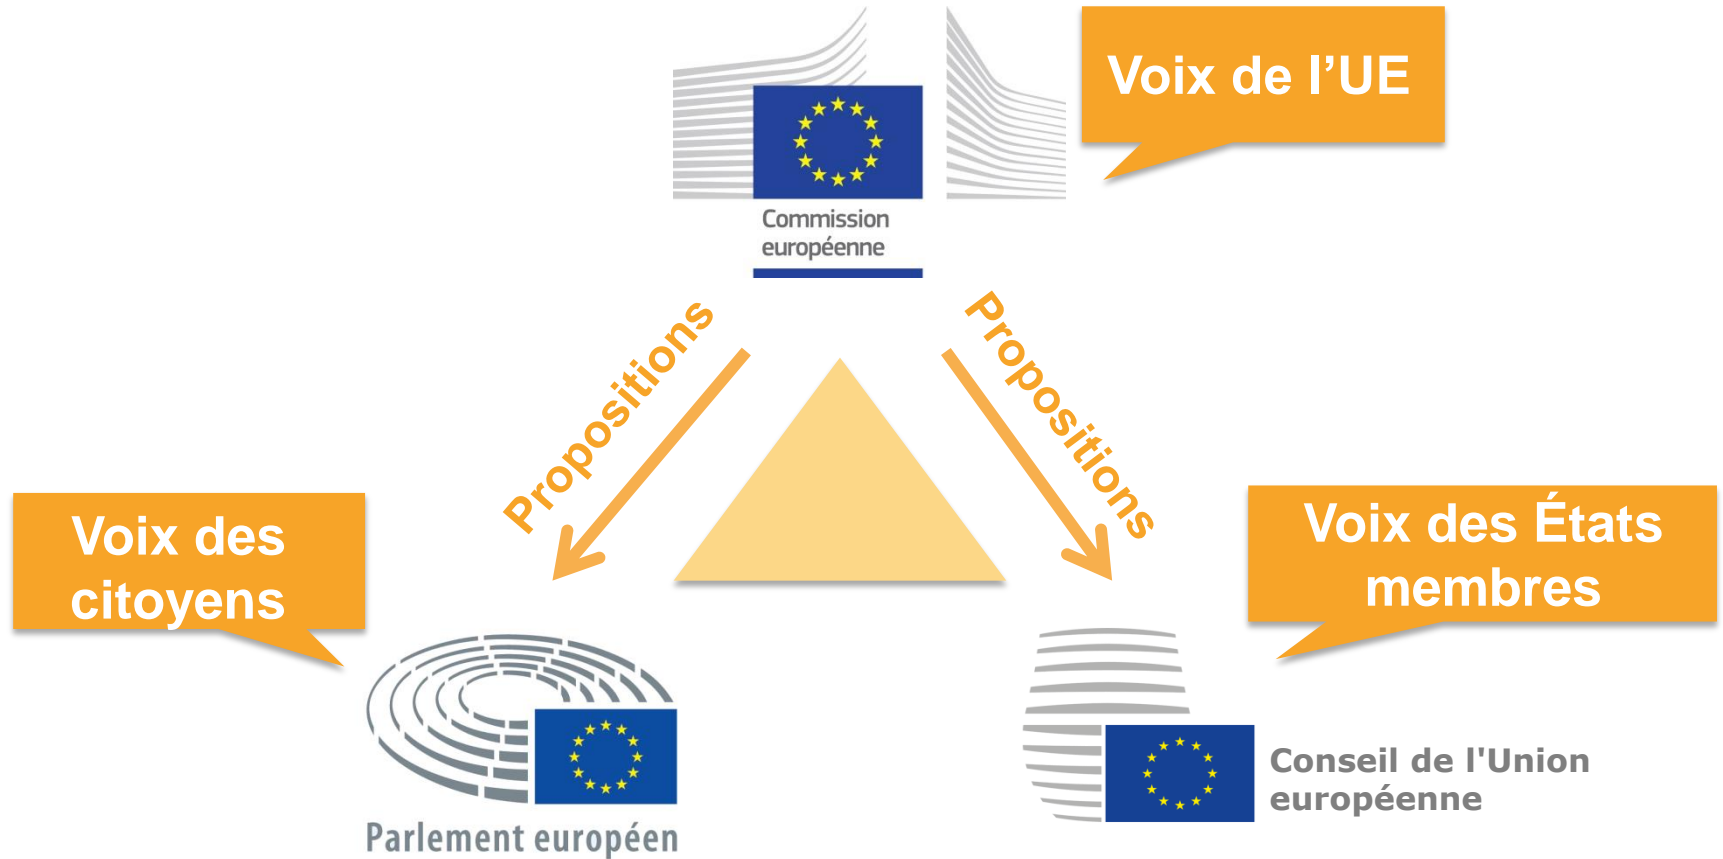 Voix de l’UE
Commission
européenne
Propositions
Propositions
Voix des
citoyens
Voix des États
membres
Parlement européen
Conseil de l'Union
européenne